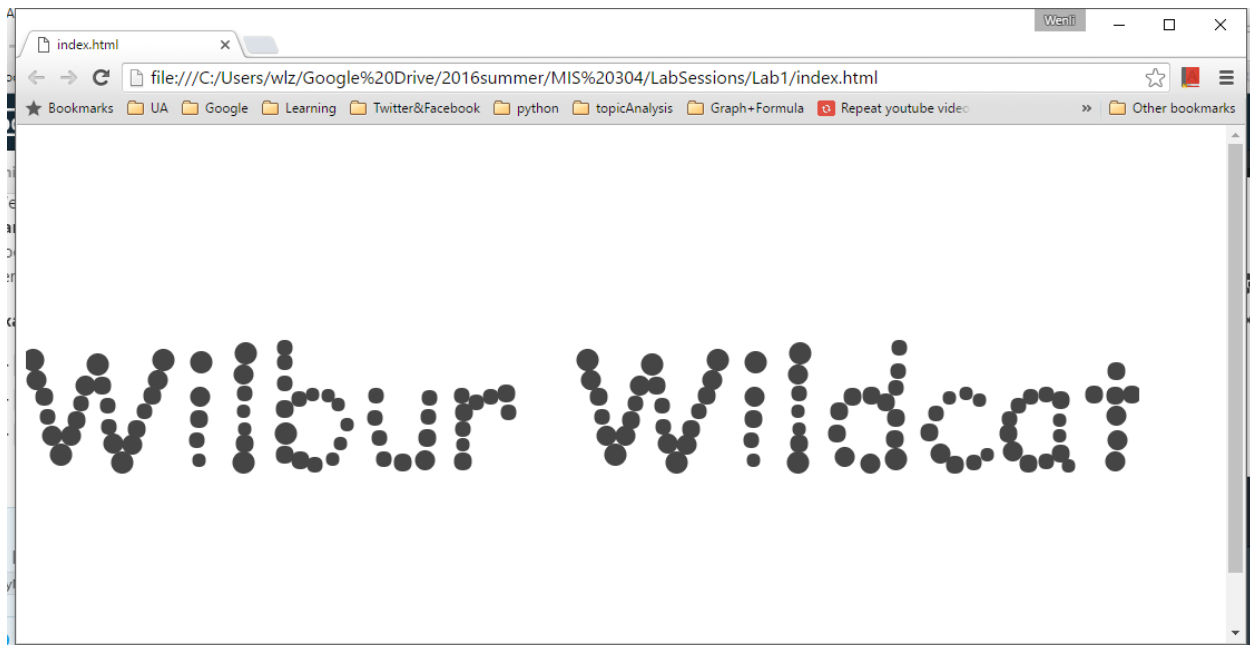 Wenli
index.html
file:///C:/Users/wlz/Google%20Drive/2016summer/MIS%20304/LabSessions/Lab1/index.html
Bookmarks UA Google Learning Twitter&Facebook python topicAnalysis Graph+Formula Repeat youtube video » Other bookmarks
Wilbur Wildcat